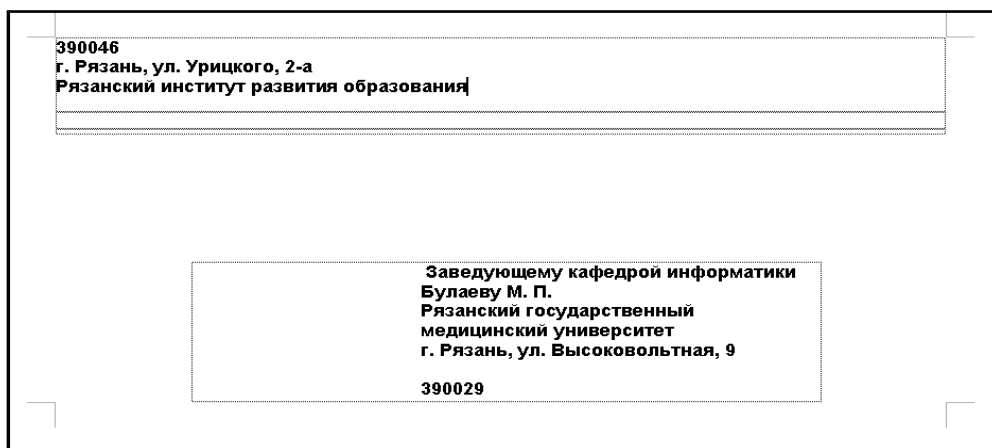 390046
г. Рязань, ул. Урицкого, 2-а
Рязанский институт развития образования
Заведующему кафедрой информатики
Булаеву М. П.
Рязанский государственный
медицинский университет
г. Рязань, ул. Высоковольтная, 9
390029